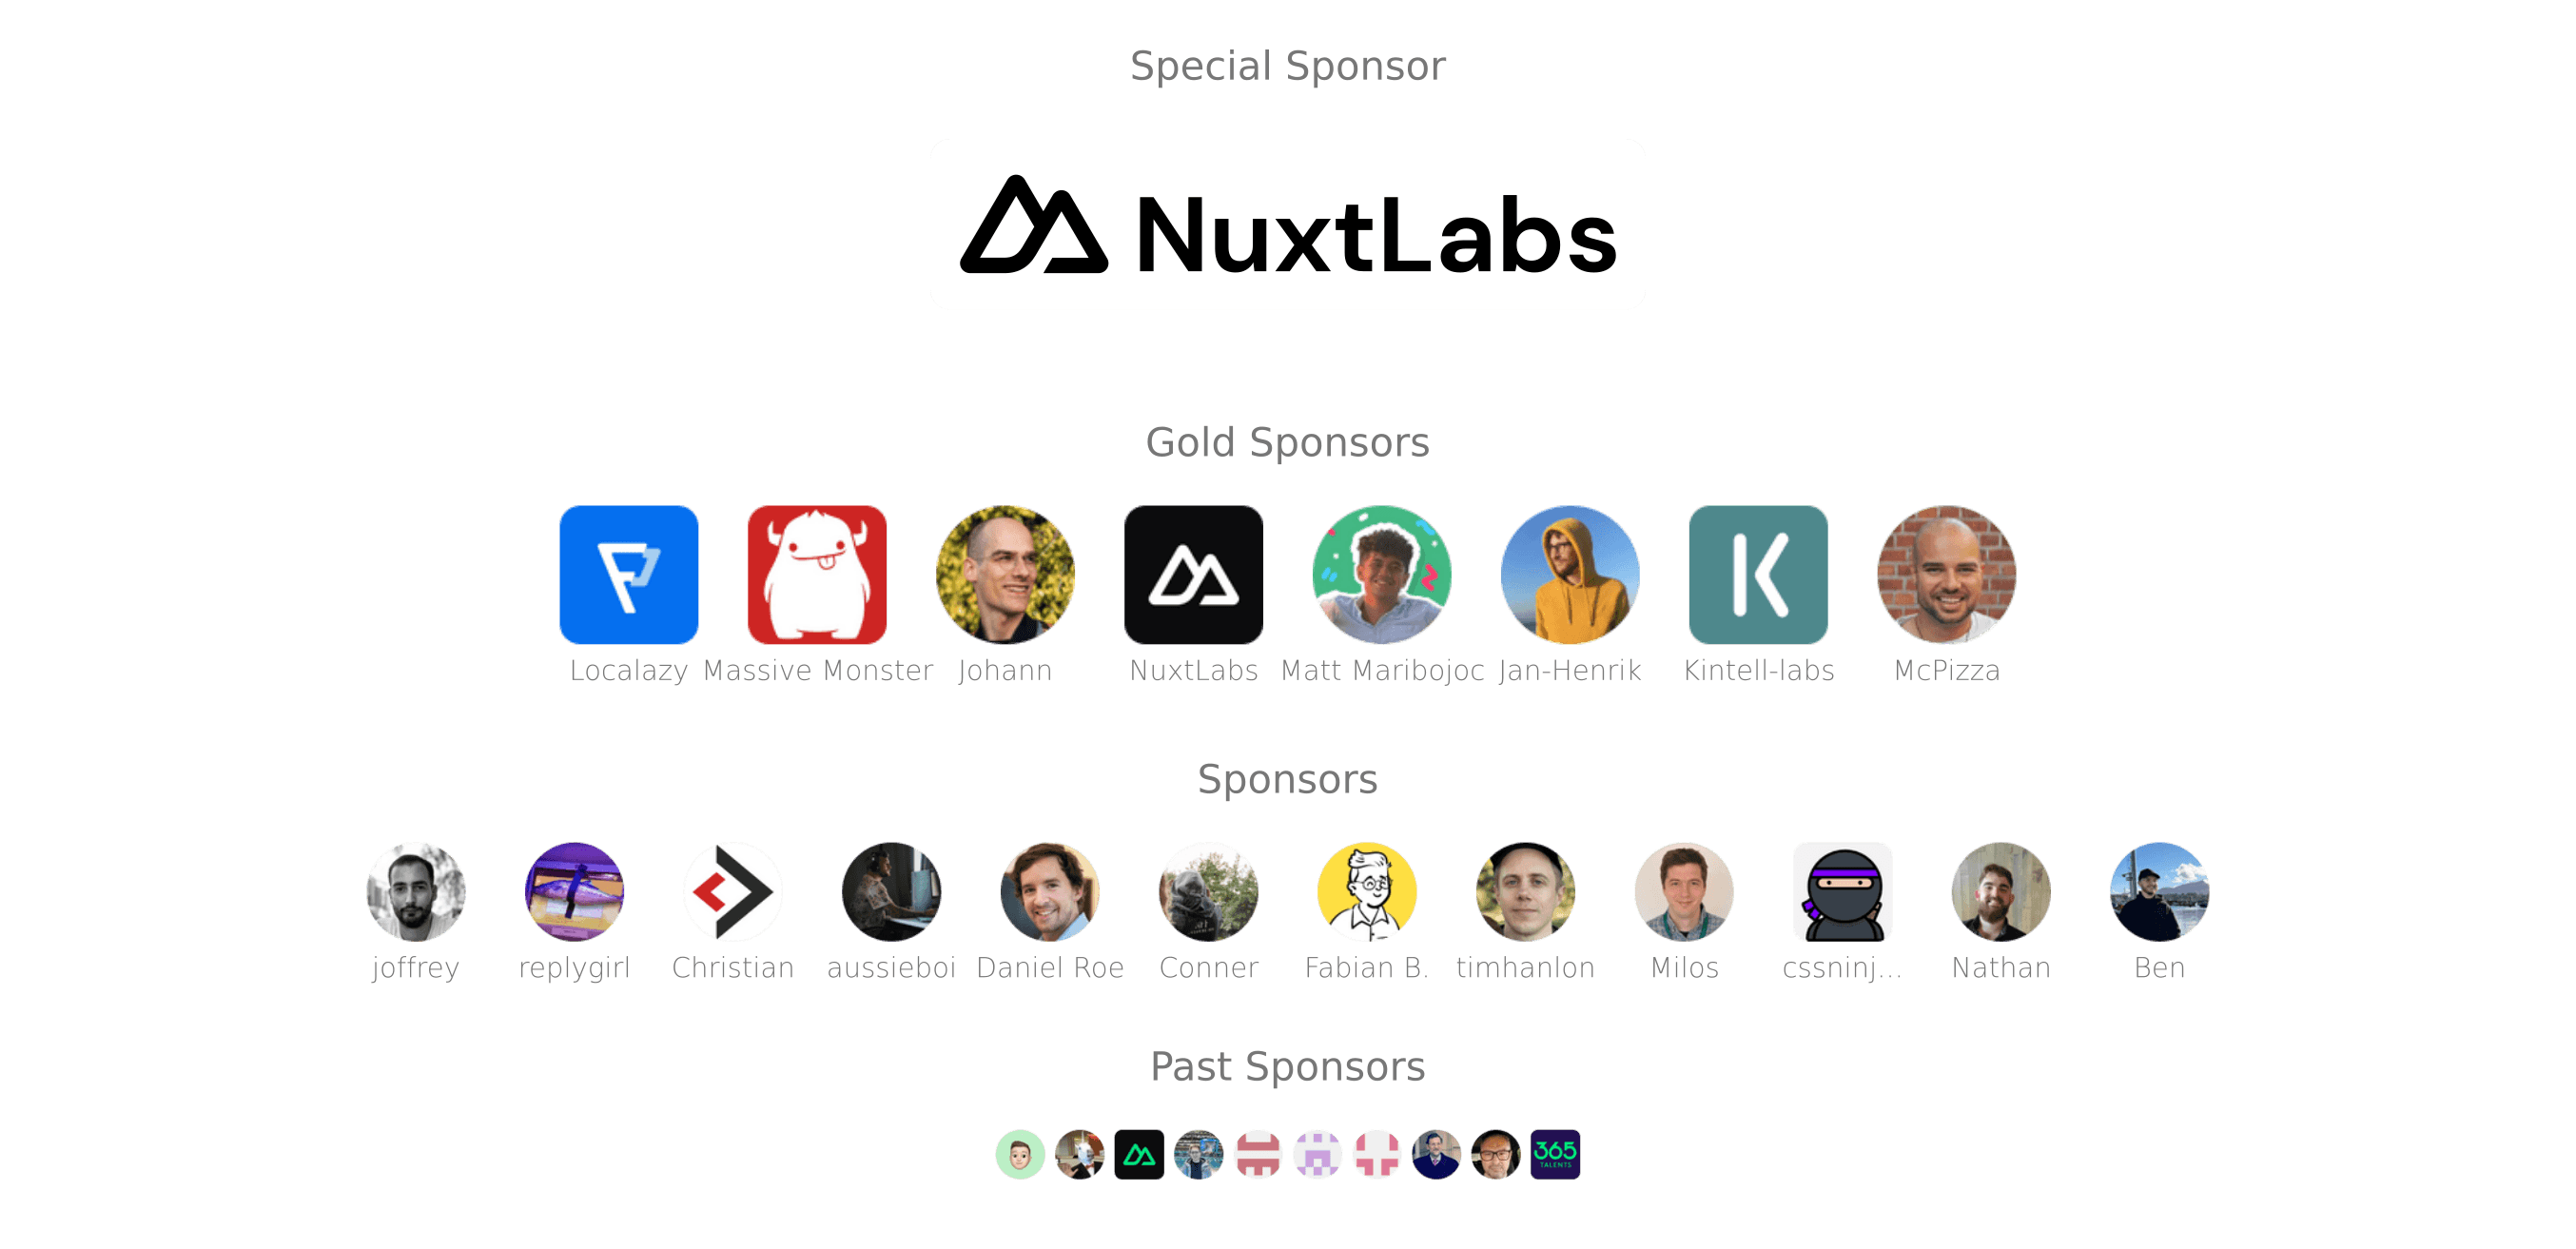 Special Sponsor
NuxtLabs
Gold Sponsors
Localazy Massive Monster Johann NuxtLabs Matt Maribojoc Jan-Henrik Kintell-labs McPizza
Sponsors
joffrey replygirl Christian aussieboi Daniel Roe Conner Fabian B. timhanlon Milos cssninj... Nathan Ben
Past Sponsors
365
TALENTS